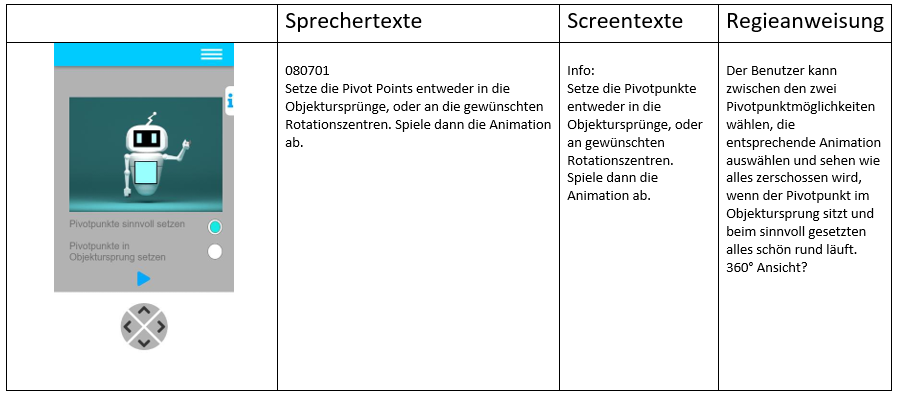 Sprechertexte
Screentexte
Regieanweisung
i
Pivotpunkte sinnvoll setzen
Pivotpunkte in
Objektursprung setzen
080701
Setze die Pivot Points entweder in die
Objektursprünge, oder an die gewünschten
Rotationszentren. Spiele dann die Animation
ab.
Info:
Setze die Pivotpunkte
entweder in die
Objektursprünge, oder
an gewünschten
Rotationszentren.
Spiele dann die
Animation ab.
Der Benutzer kann
zwischen den zwei
Pivotpunktmöglichkeiten
wählen, die
entsprechende Animation
auswählen und sehen wie
alles zerschossen wird,
wenn der Pivotpunkt im
Objektursprung sitzt und
beim sinnvoll gesetzten
alles schön rund läuft.
360° Ansicht?